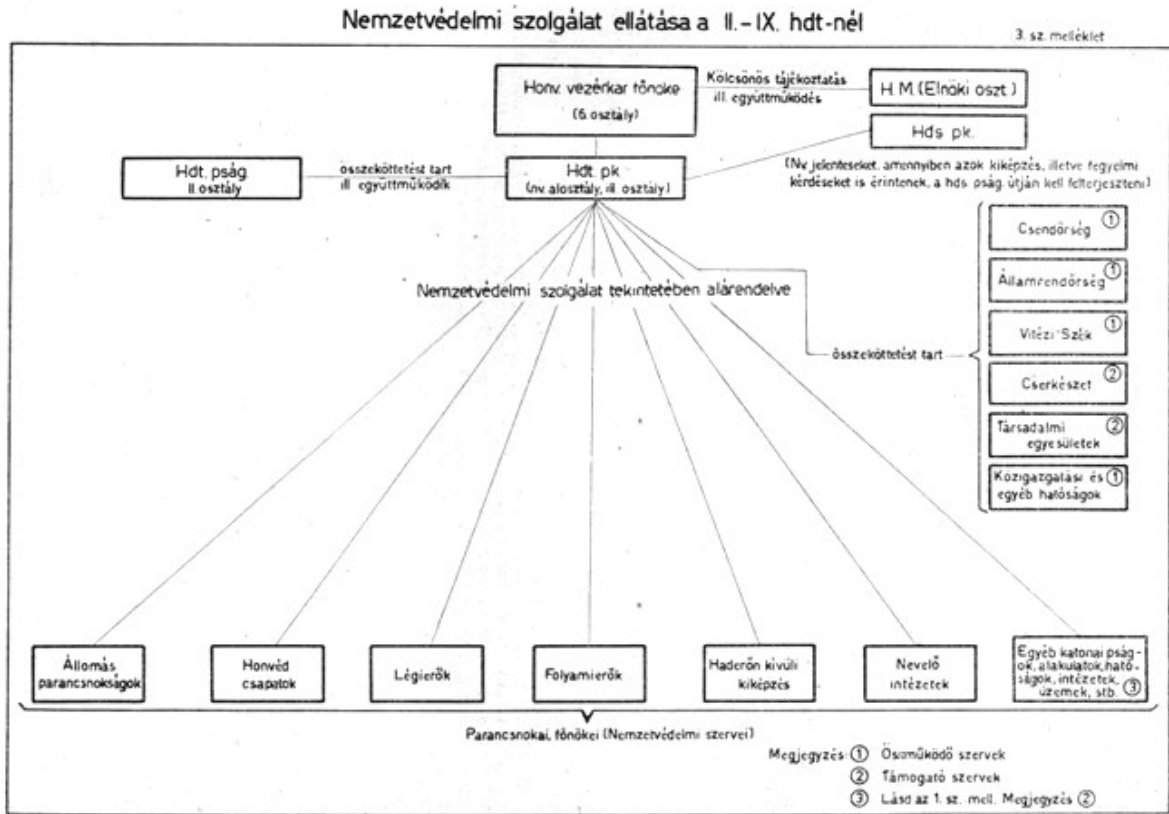 Nemzetvédelmi szolgálat ellátása a II.-IX. hdt-nél
3. sz. melléklet
Honv. vezérkar főnöke
(6. osztály)
Kölcsönös tájékoztatás
ill. együttműködés
H.M. (Elnöki oszt.)
Hds pk.
(Nv. jelentéseket, amennyiben azok kiképzés, illetve fegyelmi
kérdéseket is érintenek, a hds pság. útján kell felterjeszteni)
Hdt. pság
II. osztály
összeköttetést tart
ill. együttműködik
Hdt. pk
(nv. alosztály, ill. osztály)
Nemzetvédelmi szolgálat tekintetében alárendelve
összeköttetést tart
Csendőrség ①
Államrendőrség ①
Vitézi-Szék ①
Cserkészet ②
Társadalmi ②
egyesületek
Közigazgatási és ①
egyéb hatóságok
Állomás
parancsnokságok
Honvéd
csapatok
Légierők
Folyamierők
Haderőn kívüli
kiképzés
Nevelő
intézetek
Egyéb katonai pság-
ok, alakulatok, ható-
ságok, intézetek,
üzemek, stb. ③
Parancsnokai, főnökei (Nemzetvédelmi szervei)
Megjegyzés: ① Összműködő szervek
② Támogató szervek
③ Lásd az 1. sz. mell. Megjegyzés ②